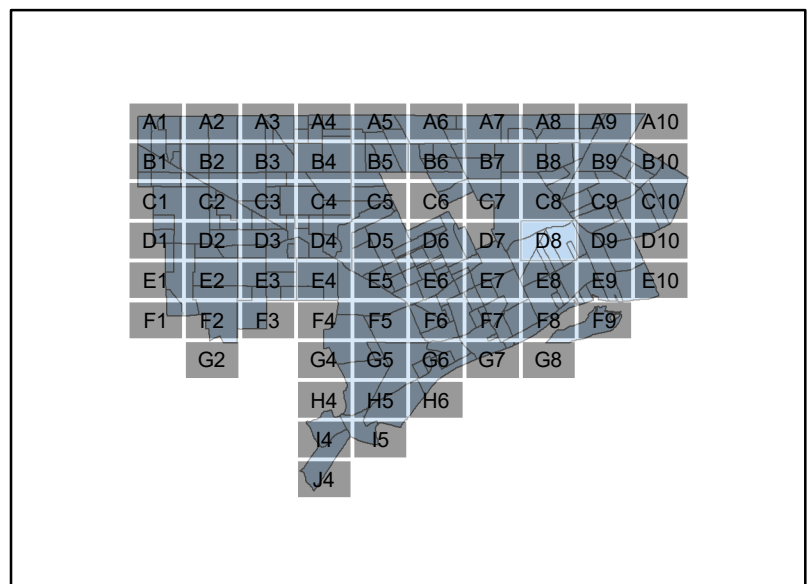 A1 A2 A3 A4 A5 A6 A7 A8 A9 A10
B1 B2 B3 B4 B5 B6 B7 B8 B9 B10
C1 C2 C3 C4 C5 C6 C7 C8 C9 C10
D1 D2 D3 D4 D5 D6 D7 D8 D9 D10
E1 E2 E3 E4 E5 E6 E7 E8 E9 E10
F1 F2 F3 F4 F5 F6 F7 F8 F9
G2 G4 G5 G6 G7 G8
H4 H5 H6
I4 I5
J4